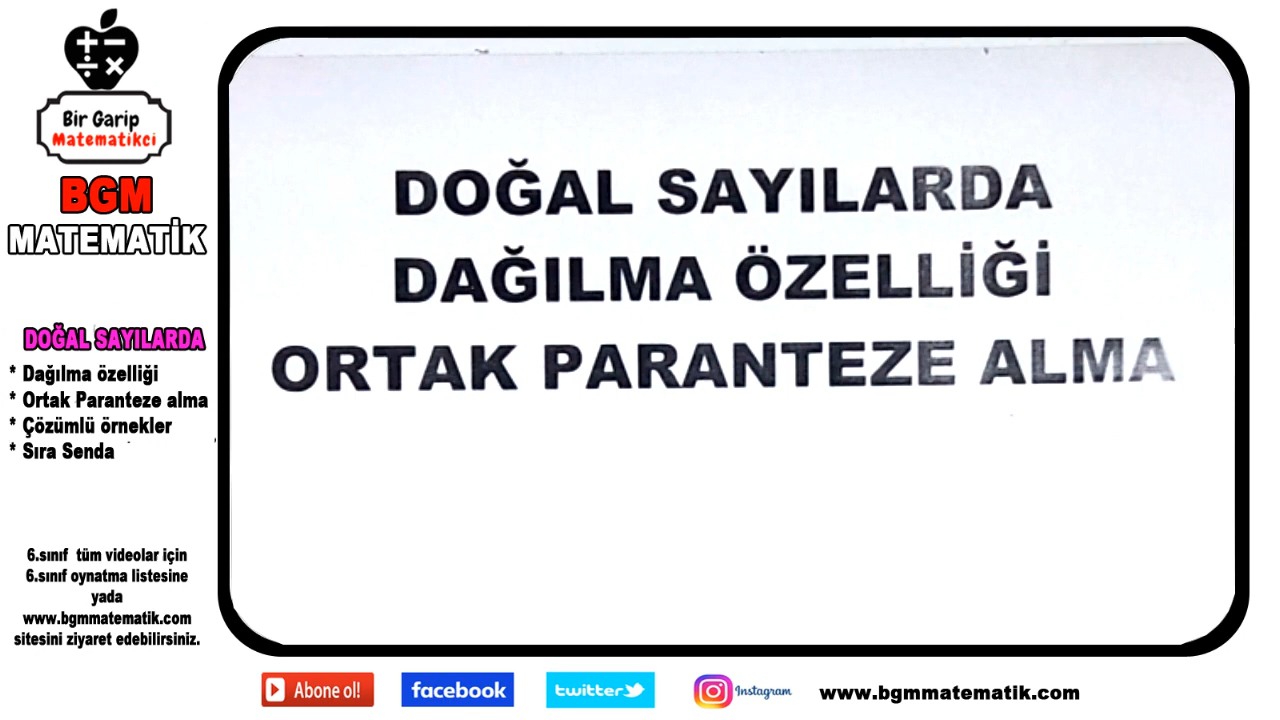 Bir Garip
Matematikci
BGM
MATEMATİK
DOĞAL SAYILARDA
* Dağılma özelliği
* Ortak Paranteze alma
* Çözümlü örnekler
* Sıra Senda
6.sınıf tüm videolar için
6.sınıf oynatma listesine
yada
www.bgmmatematik.com
sitesini ziyaret edebilirsiniz.
DOĞAL SAYILARDA
DAĞILMA ÖZELLİĞİ
ORTAK PARANTEZE ALMA
Abone ol!
facebook
twitter
Instagram
www.bgmmatematik.com